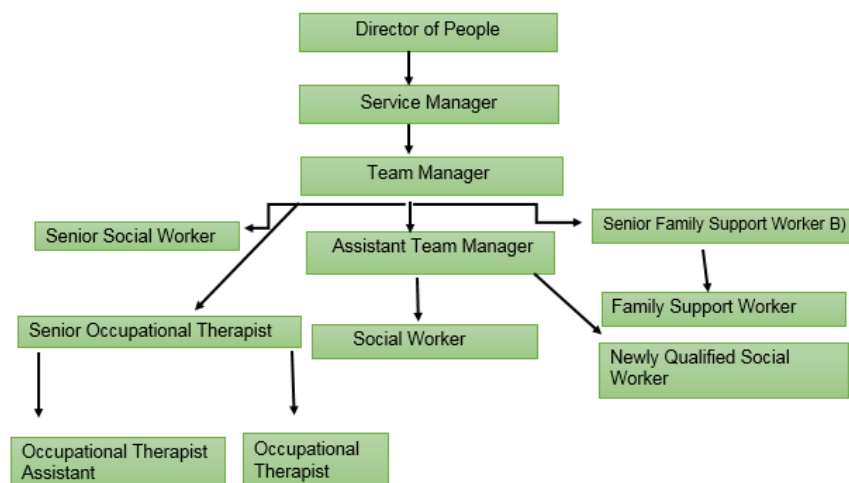 Director of People
Service Manager
Team Manager
Senior Social Worker
Assistant Team Manager
Senior Family Support Worker B)
Family Support Worker
Senior Occupational Therapist
Social Worker
Newly Qualified Social
Worker
Occupational Therapist
Assistant
Occupational
Therapist